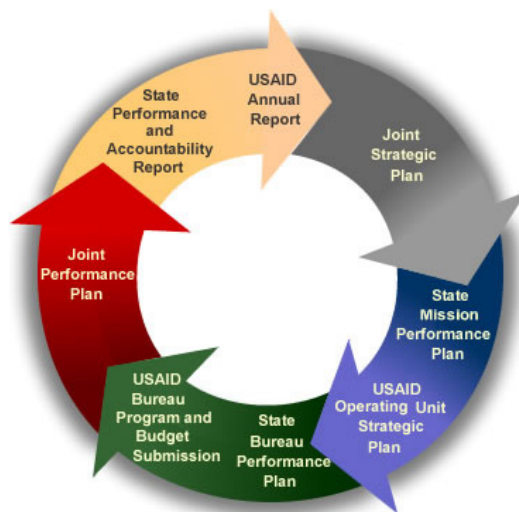 State
Performance
and
Accountability
Report
USAID
Annual
Report
Joint
Strategic
Plan
State
Mission
Performance
Plan
USAID
Operating Unit
Strategic
Plan
State
Bureau
Performance
Plan
USAID
Bureau
Program and
Budget
Submission
Joint
Performance
Plan